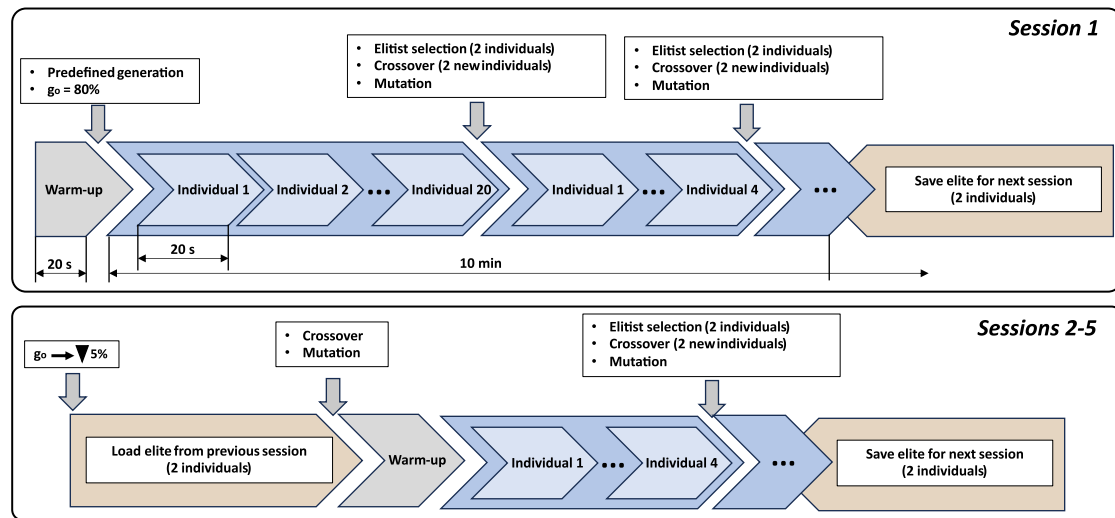 Session 1
• Elitist selection (2 individuals)
• Crossover (2 new individuals)
• Mutation
• Elitist selection (2 individuals)
• Crossover (2 new individuals)
• Mutation
• Predefined generation
• gₒ = 80%
Warm-up
Individual 1
Individual 2
•••
Individual 20
Individual 1
•••
Individual 4
•••
Save elite for next session
(2 individuals)
20 s
20 s
10 min
Sessions 2-5
• Elitist selection (2 individuals)
• Crossover (2 new individuals)
• Mutation
• Crossover
• Mutation
gₒ → ▼ 5%
Load elite from previous session
(2 individuals)
Warm-up
Individual 1
•••
Individual 4
•••
Save elite for next session
(2 individuals)